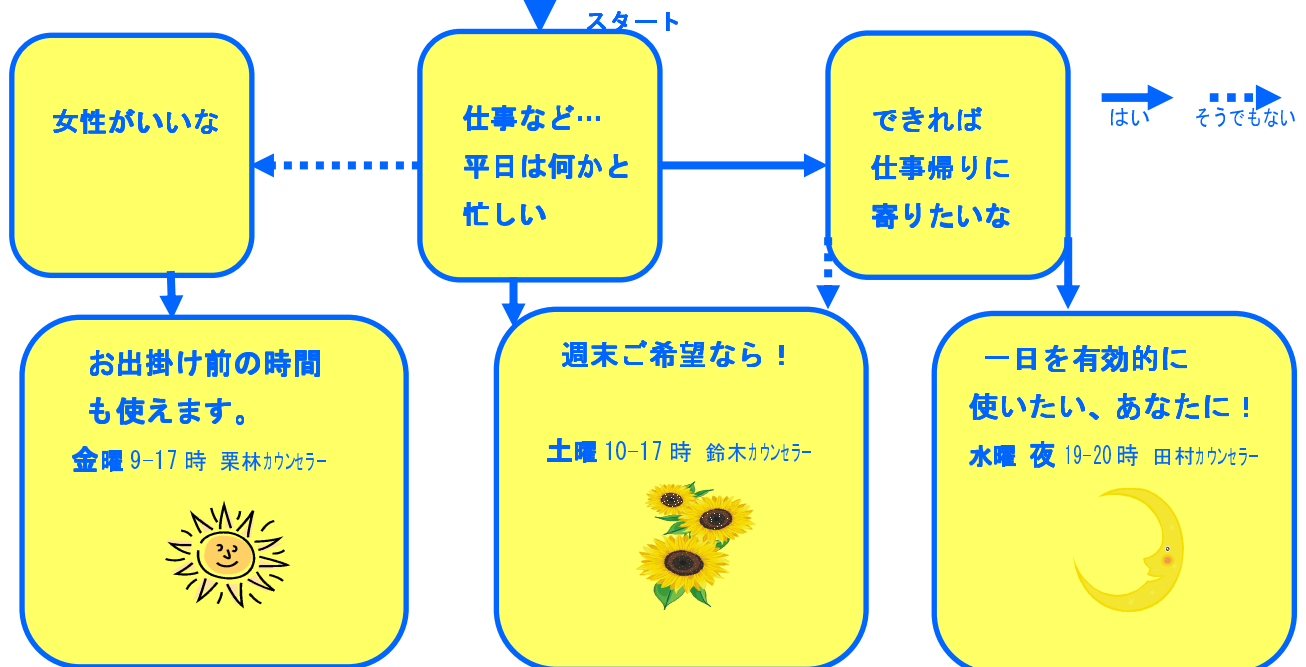 スタート
女性がいいな
仕事など…
平日は何かと
忙しい
できれば
仕事帰りに
寄りたいな
はい
そうでもない
お出掛け前の時間
も使えます。
金曜 9-17 時 栗林カウンセラー
週末ご希望なら！
土曜 10-17 時 鈴木カウンセラー
一日を有効的に
使いたい、あなたに！
水曜 夜 19-20 時 田村カウンセラー